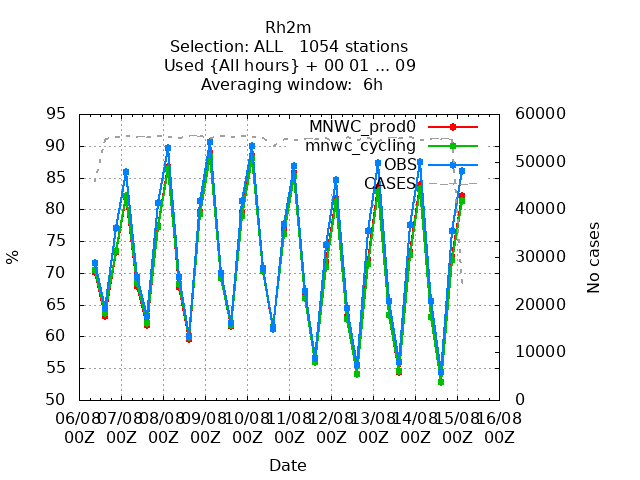 Rh2m
Selection: ALL   1054 stations
Used {All hours} + 00 01 ... 09
Averaging window:  6h
MNWC_prod0
mnwc_cycling
OBS
CASES
95
90
85
80
75
70
65
60
55
50
60000
50000
40000
30000
20000
10000
0
%
No cases
06/08 07/08 08/08 09/08 10/08 11/08 12/08 13/08 14/08 15/08 16/08
00Z 00Z 00Z 00Z 00Z 00Z 00Z 00Z 00Z 00Z 00Z
Date